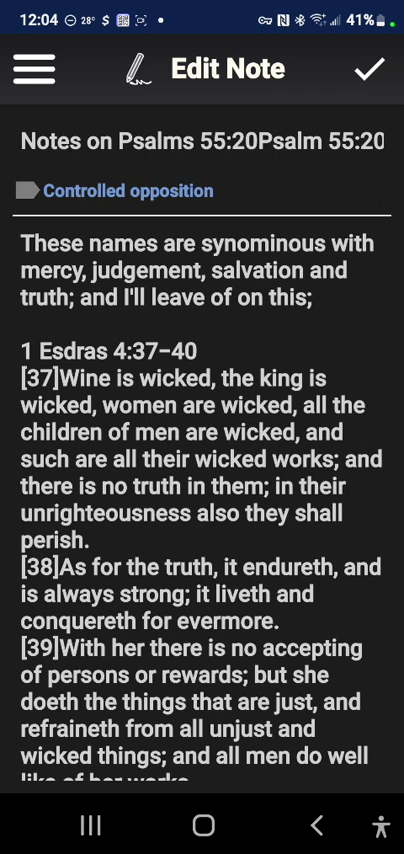 12:04 28° $ 41%
Edit Note
Notes on Psalms 55:20Psalm 55:20
Controlled opposition
These names are synominous with
mercy, judgement, salvation and
truth; and I'll leave of on this;
1 Esdras 4:37–40
[37]Wine is wicked, the king is
wicked, women are wicked, all the
children of men are wicked, and
such are all their wicked works; and
there is no truth in them; in their
unrighteousness also they shall
perish.
[38]As for the truth, it endureth, and
is always strong; it liveth and
conquereth for evermore.
[39]With her there is no accepting
of persons or rewards; but she
doeth the things that are just, and
refraineth from all unjust and
wicked things; and all men do well
like of her works